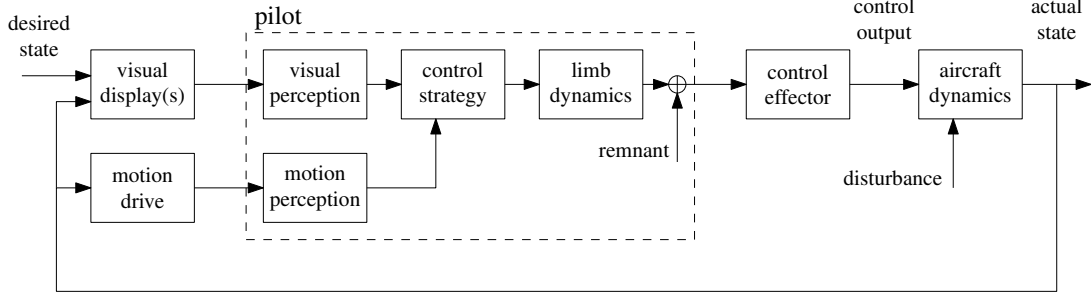 pilot
desired
state
control
output
actual
state
visual
display(s)
visual
perception
control
strategy
limb
dynamics
control
effector
aircraft
dynamics
remnant
disturbance
motion
drive
motion
perception